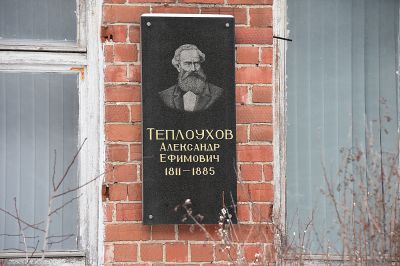 Теплоухов
Александр
Ефимович
1811–1885